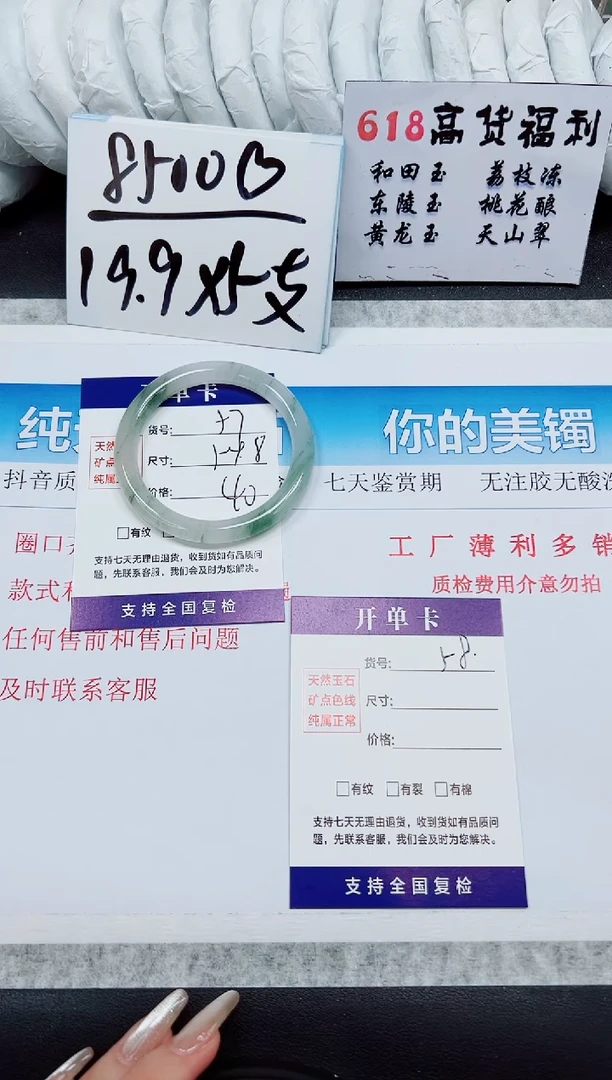 618高货福利
和田玉 荔枝冻
东陵玉 桃花酿
黄龙玉 天山翠
8500
19.9
你的美镯
抖音质
七天鉴赏期 无注胶无酸洗
圈口
工厂薄利多销
款式
质检费用介意勿拍
任何售前和售后问题
及时联系客服
单卡
货号: 57
尺寸:
价格: 40
天然
矿点
纯属
有纹
支持七天无理由退货，收到货如有品质问
题，先联系客服，我们会及时为您解决。
支持全国复检
开单卡
货号: 58.
天然玉石
矿点色线
纯属正常
尺寸:
价格:
有纹 有裂 有棉
支持七天无理由退货，收到货如有品质问
题，先联系客服，我们会及时为您解决。
支持全国复检